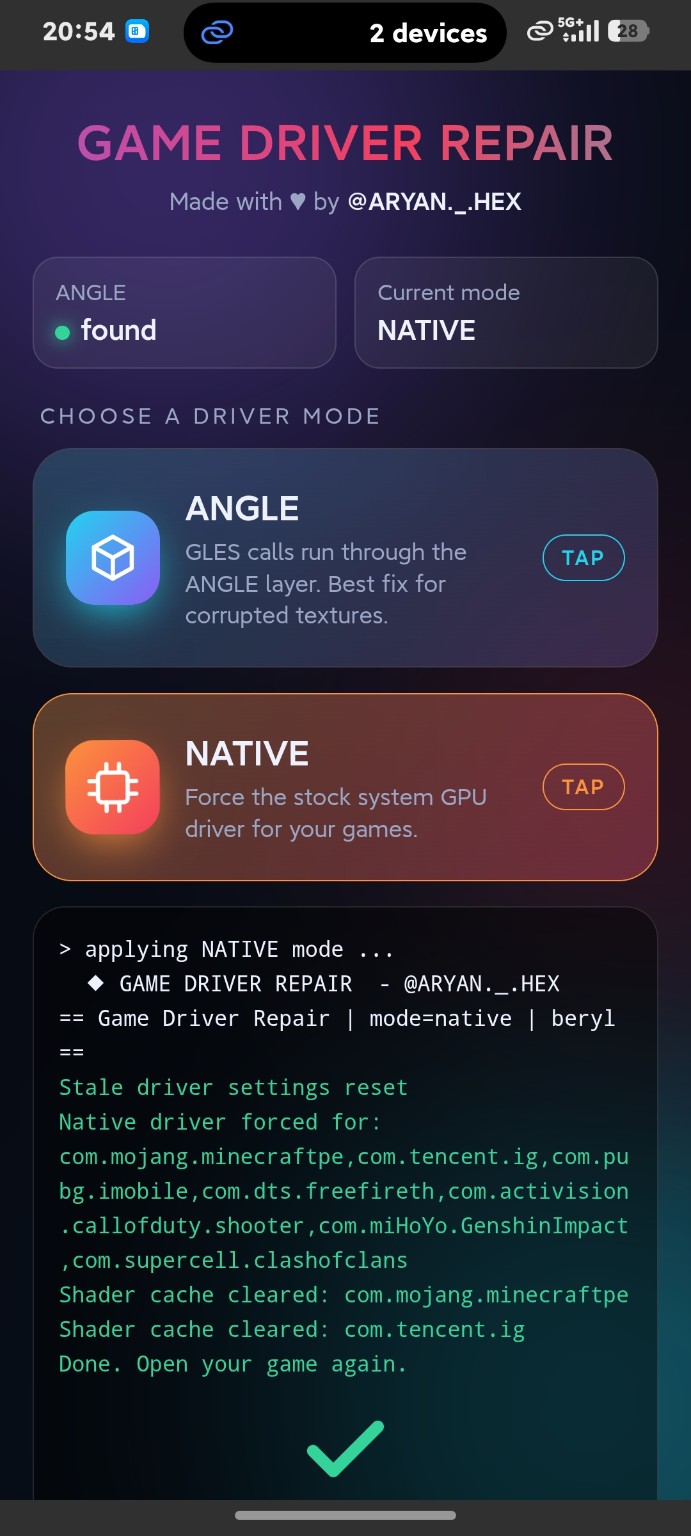 20:54
2 devices
5G+
28
GAME DRIVER REPAIR
Made with ♥ by @ARYAN._.HEX
ANGLE
found
Current mode
NATIVE
CHOOSE A DRIVER MODE
ANGLE
GLES calls run through the
ANGLE layer. Best fix for
corrupted textures.
TAP
NATIVE
Force the stock system GPU
driver for your games.
TAP
> applying NATIVE mode ...
◆ GAME DRIVER REPAIR - @ARYAN._.HEX
== Game Driver Repair | mode=native | beryl
==
Stale driver settings reset
Native driver forced for:
com.mojang.minecraftpe,com.tencent.ig,com.pu
bg.imobile,com.dts.freefireth,com.activision
.callofduty.shooter,com.miHoYo.GenshinImpact
,com.supercell.clashofclans
Shader cache cleared: com.mojang.minecraftpe
Shader cache cleared: com.tencent.ig
Done. Open your game again.